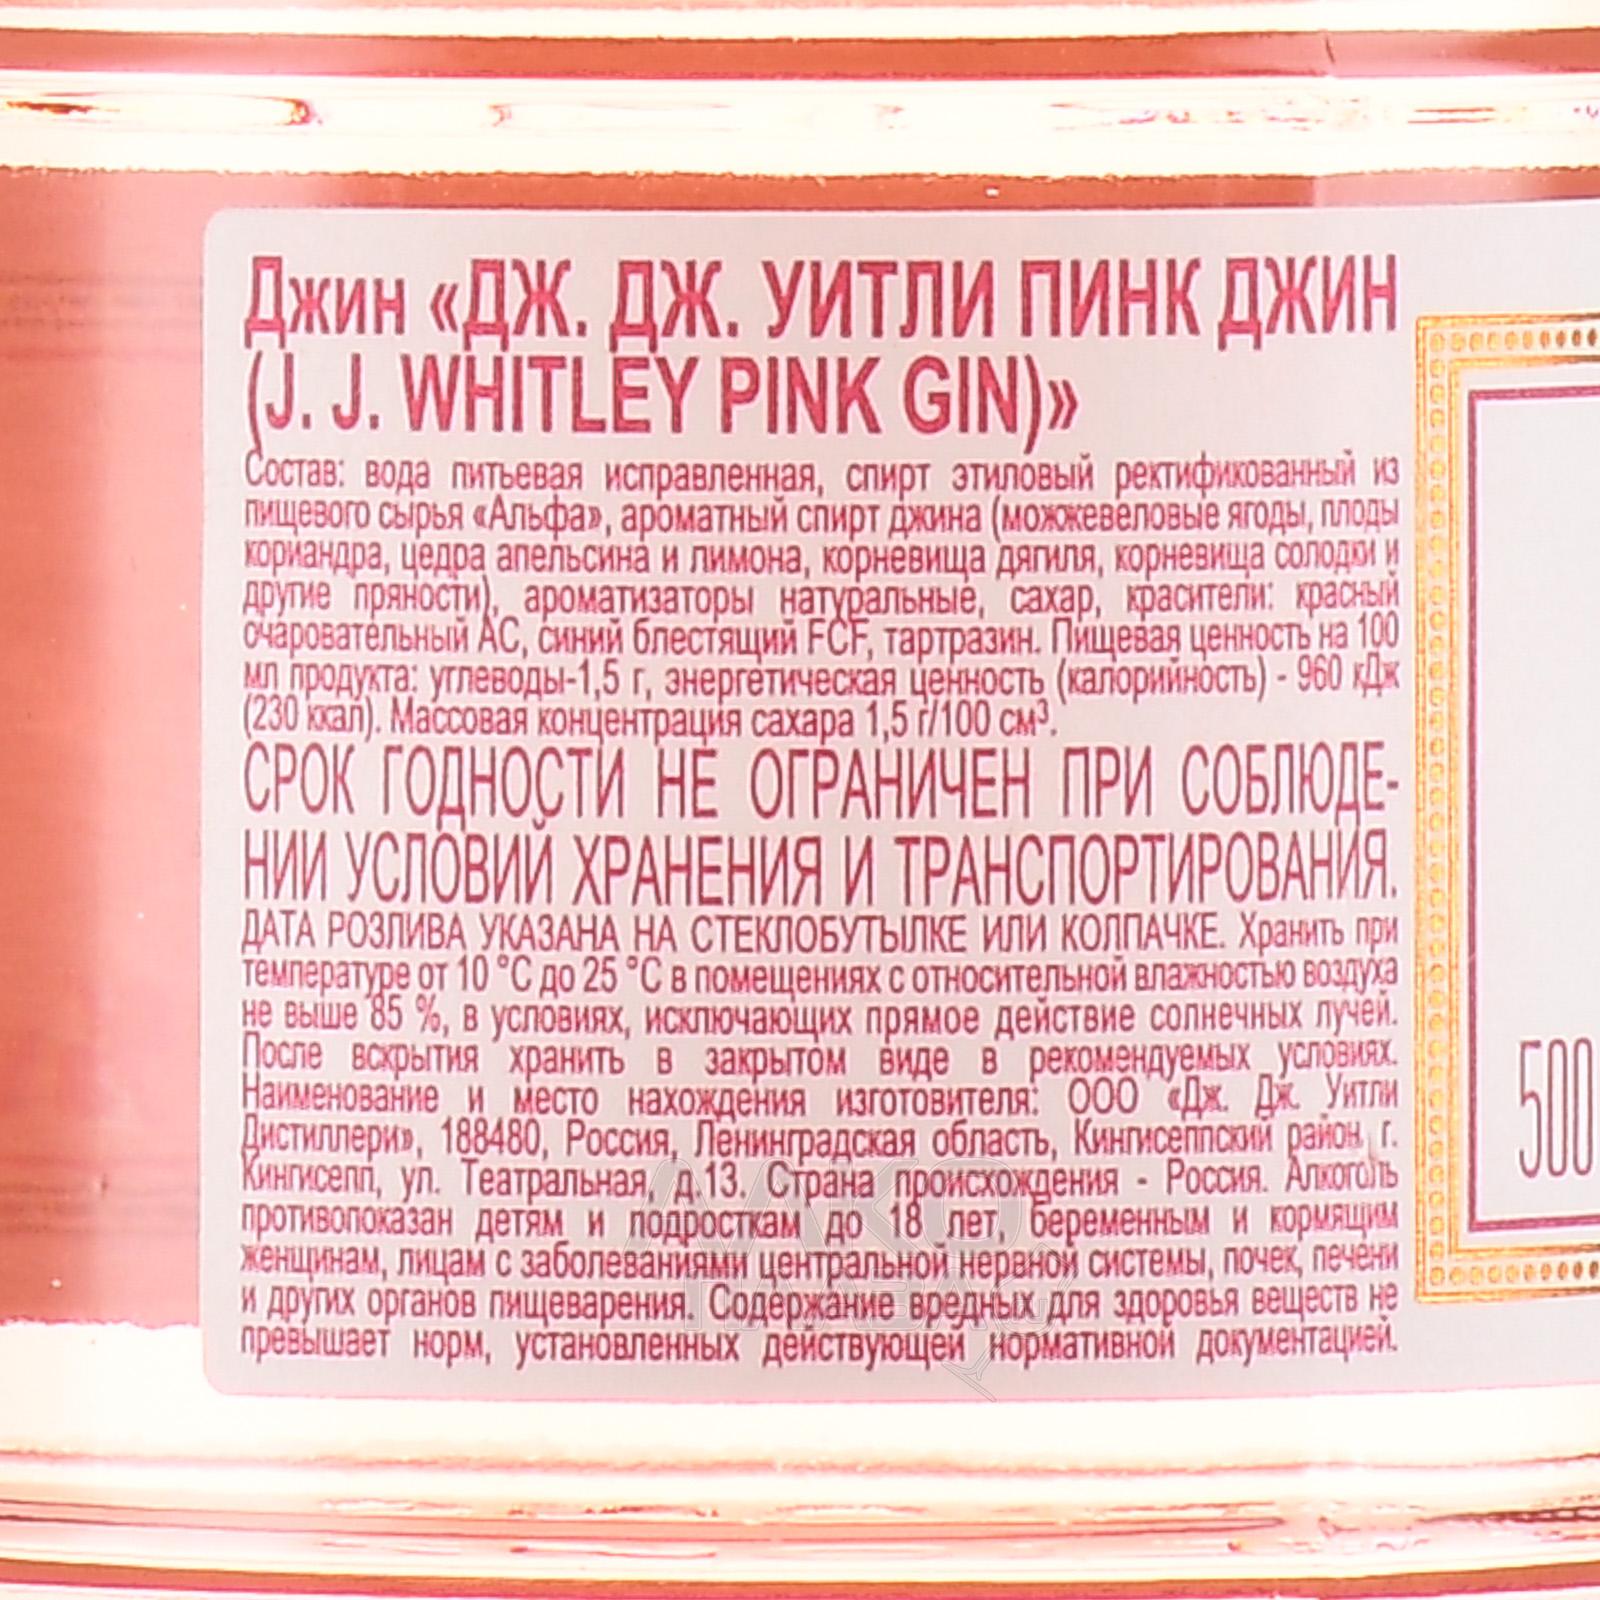 Джин «ДЖ. ДЖ. УИТЛИ ПИНК ДЖИН
(J. J. WHITLEY PINK GIN)»
Состав: вода питьевая исправленная, спирт этиловый ректификованный из
пищевого сырья «Альфа», ароматный спирт джина (можжевеловые ягоды, плоды
кориандра, цедра апельсина и лимона, корневища дягиля, корневища солодки и
другие пряности), ароматизаторы натуральные, сахар, красители: красный
очаровательный АС, синий блестящий FCF, тартразин. Пищевая ценность на 100
мл продукта: углеводы-1,5 г, энергетическая ценность (калорийность) - 960 кДж
(230 ккал). Массовая концентрация сахара 1,5 г/100 см³.
СРОК ГОДНОСТИ НЕ ОГРАНИЧЕН ПРИ СОБЛЮДЕ-
НИИ УСЛОВИЙ ХРАНЕНИЯ И ТРАНСПОРТИРОВАНИЯ.
ДАТА РОЗЛИВА УКАЗАНА НА СТЕКЛОБУТЫЛКЕ ИЛИ КОЛПАЧКЕ. Хранить при
температуре от 10 °С до 25 °С в помещениях с относительной влажностью воздуха
не выше 85 %, в условиях, исключающих прямое действие солнечных лучей.
После вскрытия хранить в закрытом виде в рекомендуемых условиях.
Наименование и место нахождения изготовителя: ООО «Дж. Дж. Уитли
Дистиллери», 188480, Россия, Ленинградская область, Кингисеппский район, г.
Кингисепп, ул. Театральная, д.13. Страна происхождения - Россия. Алкоголь
противопоказан детям и подросткам до 18 лет, беременным и кормящим
женщинам, лицам с заболеваниями центральной нервной системы, почек, печени
и других органов пищеварения. Содержание вредных для здоровья веществ не
превышает норм, установленных действующей нормативной документацией.
500